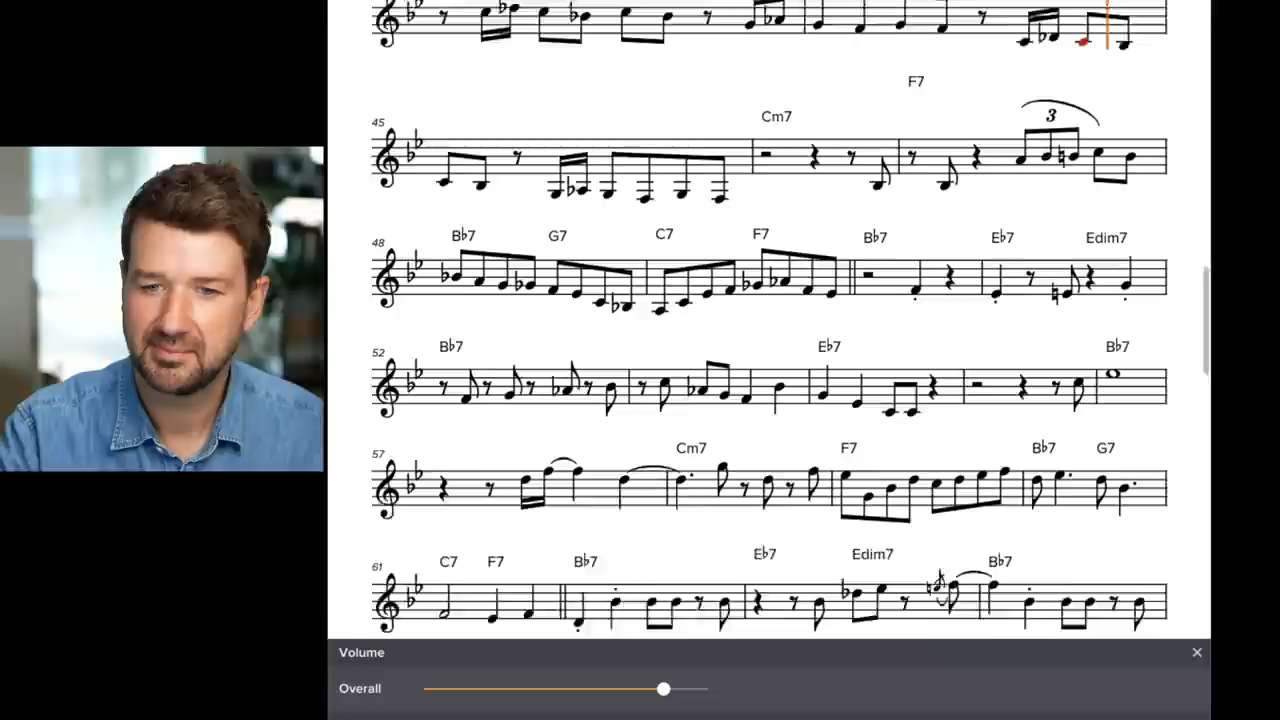 F7
45 Cm7 3
48 B♭7 G7 C7 F7 B♭7 E♭7 Edim7
52 B♭7 E♭7 B♭7
57 Cm7 F7 B♭7 G7
61 C7 F7 B♭7 E♭7 Edim7 B♭7
Volume
Overall